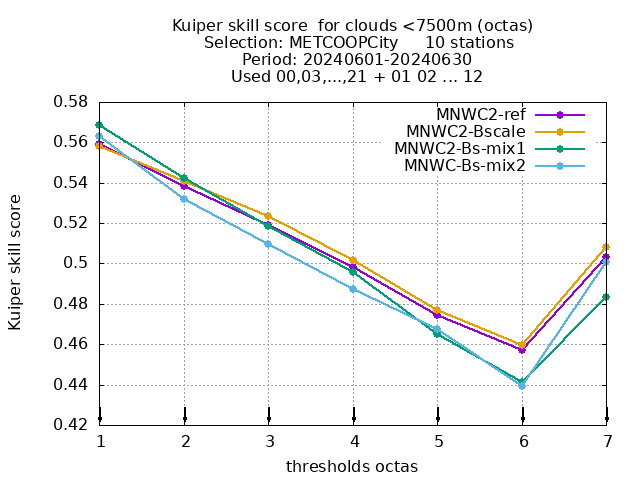 Kuiper skill score  for clouds <7500m (octas)
Selection: METCOOPCity     10 stations
Period: 20240601-20240630
Used 00,03,...,21 + 01 02 ... 12
MNWC2-ref
MNWC2-Bscale
MNWC2-Bs-mix1
MNWC-Bs-mix2
Kuiper skill score
0.58
0.56
0.54
0.52
0.5
0.48
0.46
0.44
0.42
1 2 3 4 5 6 7
thresholds octas